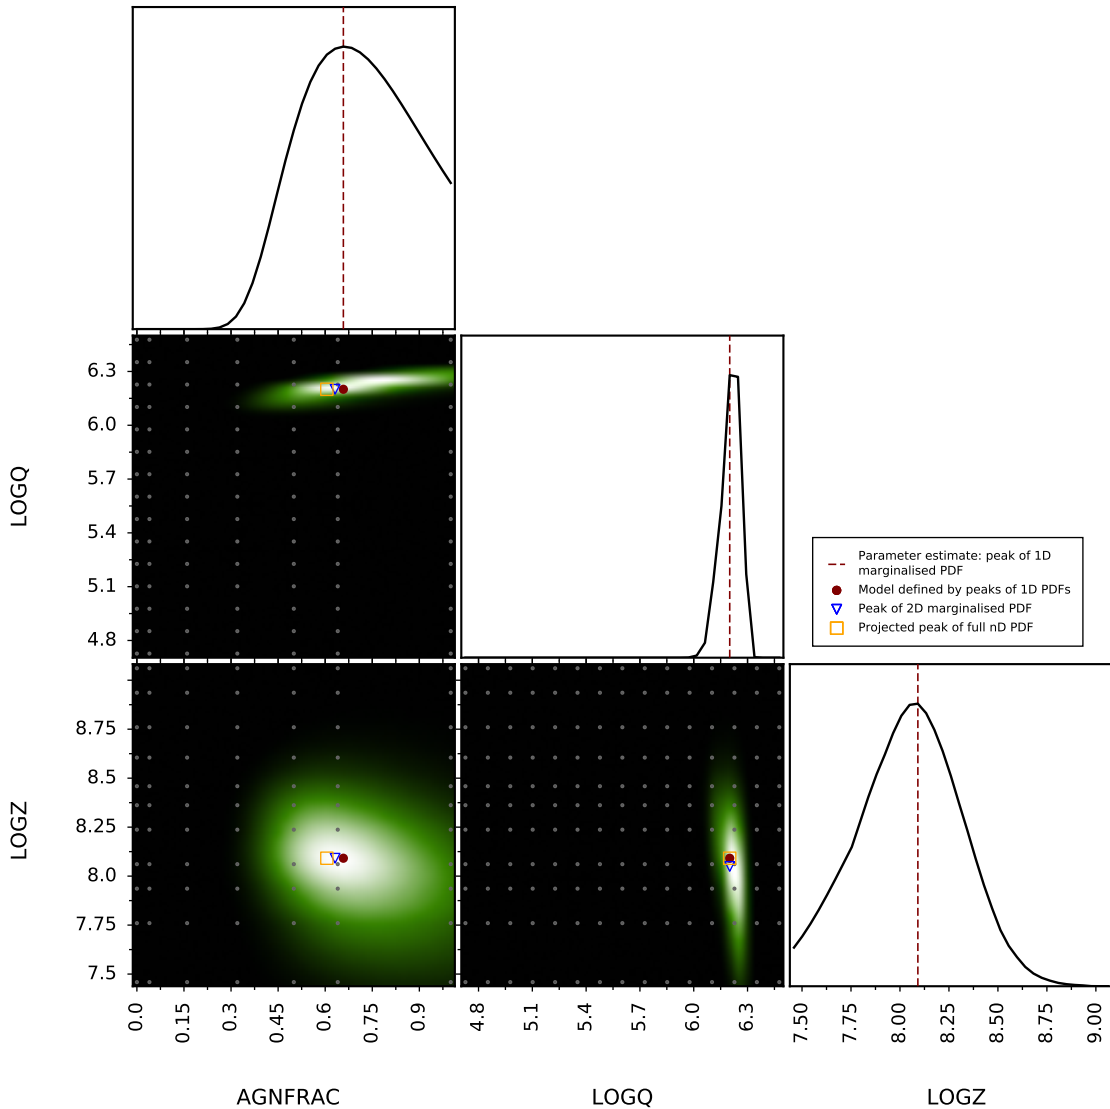 6.3
6.0
5.7
5.4
5.1
4.8
LOGQ
Parameter estimate: peak of 1D
marginalised PDF
Model defined by peaks of 1D PDFs
Peak of 2D marginalised PDF
Projected peak of full nD PDF
8.75
8.5
8.25
8.0
7.75
7.5
LOGZ
0.0 0.15 0.3 0.45 0.6 0.75 0.9
4.8 5.1 5.4 5.7 6.0 6.3
7.50 7.75 8.00 8.25 8.50 8.75 9.00
AGNFRAC LOGQ LOGZ